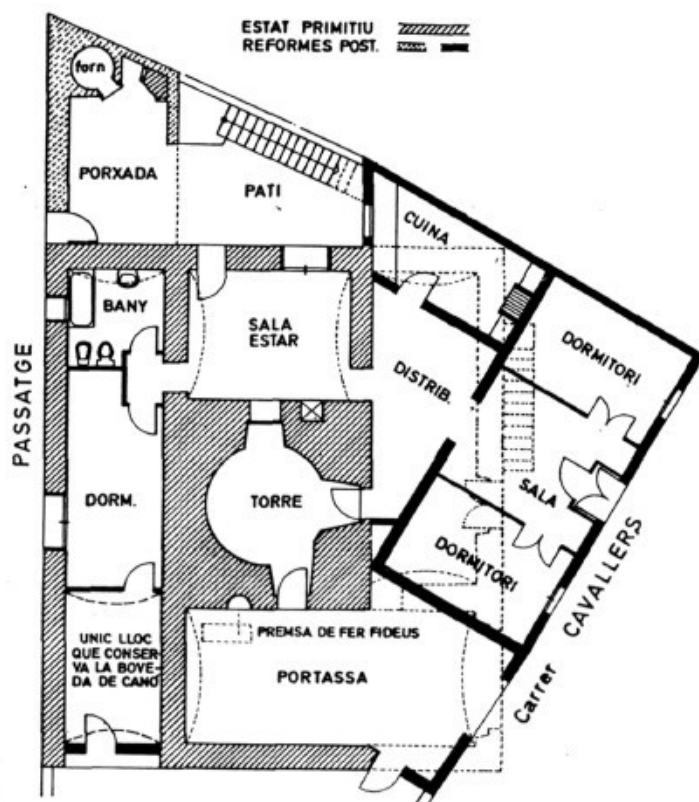 ESTAT PRIMITIU
REFORMES POST.
forn
PORXADA
PATI
CUINA
BANY
SALA
ESTAR
DORMITORI
DISTRIB.
PASSATGE
SALA
DORM.
TORRE
DORMITORI
Carrer CAVALLERS
UNIC LLOC
QUE CONSER-
VA LA BOVE-
DA DE CANO
PREMSA DE FER FIDEUS
PORTASSA